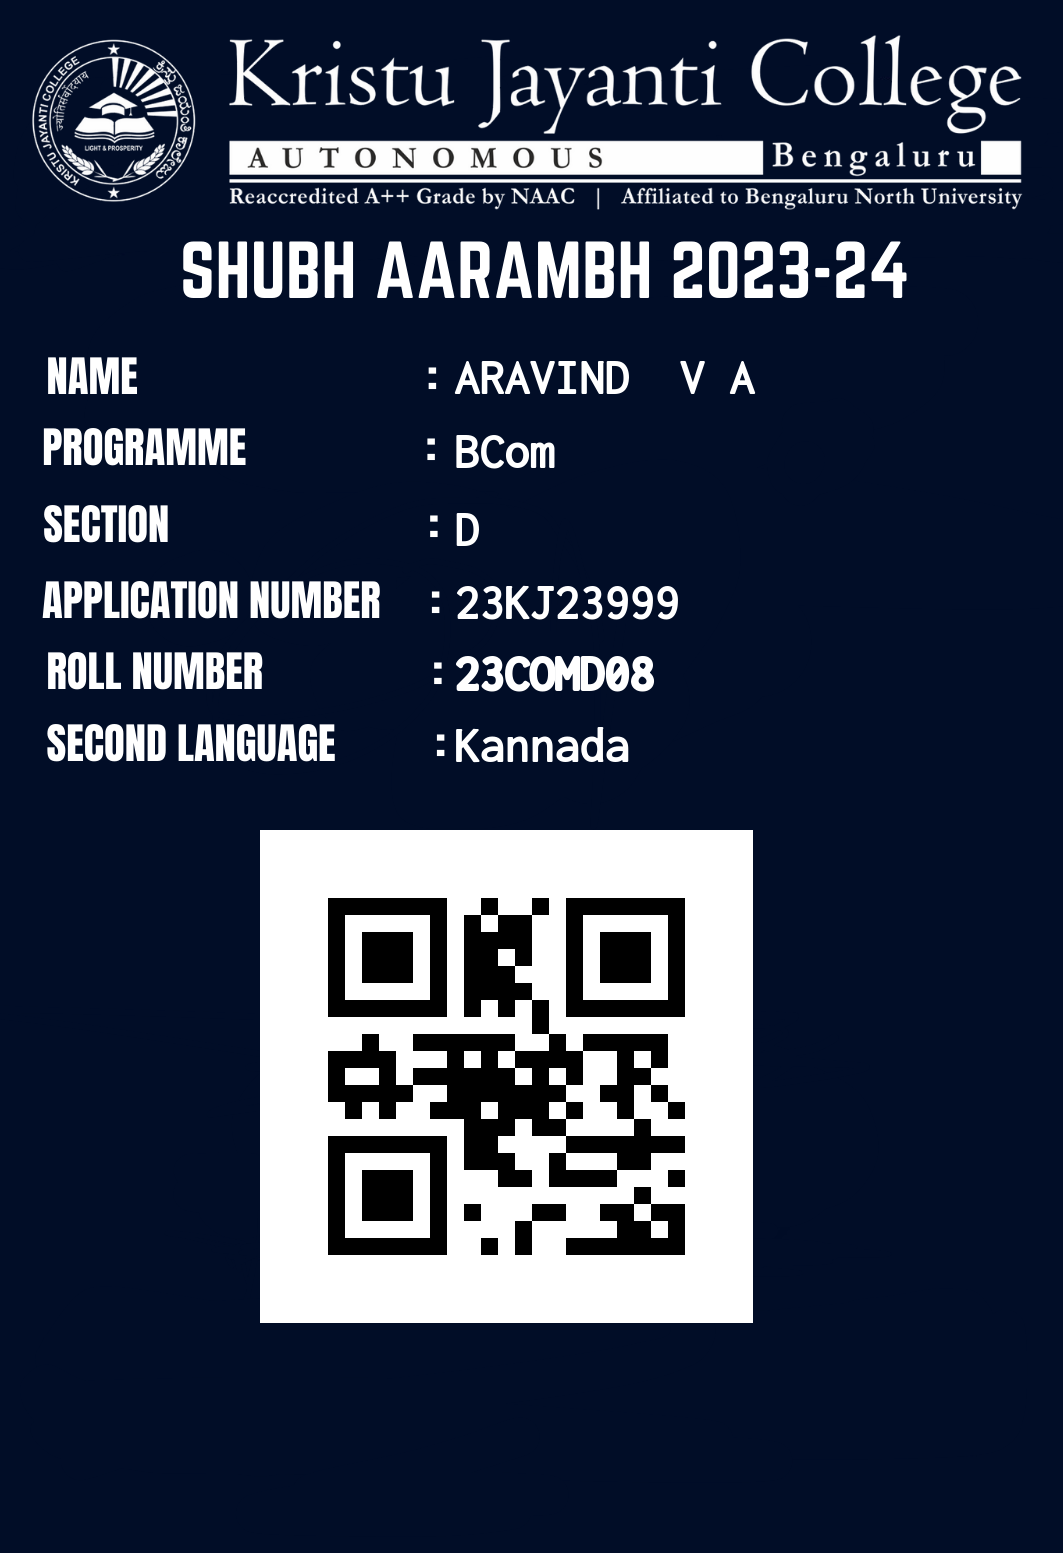 KRISTU JAYANTI COLLEGE
LIGHT & PROSPERITY
Kristu Jayanti College
AUTONOMOUS Bengaluru
Reaccredited A++ Grade by NAAC | Affiliated to Bengaluru North University
SHUBH AARAMBH 2023-24
NAME : ARAVIND V A
PROGRAMME : BCom
SECTION : D
APPLICATION NUMBER : 23KJ23999
ROLL NUMBER : 23COMD08
SECOND LANGUAGE : Kannada